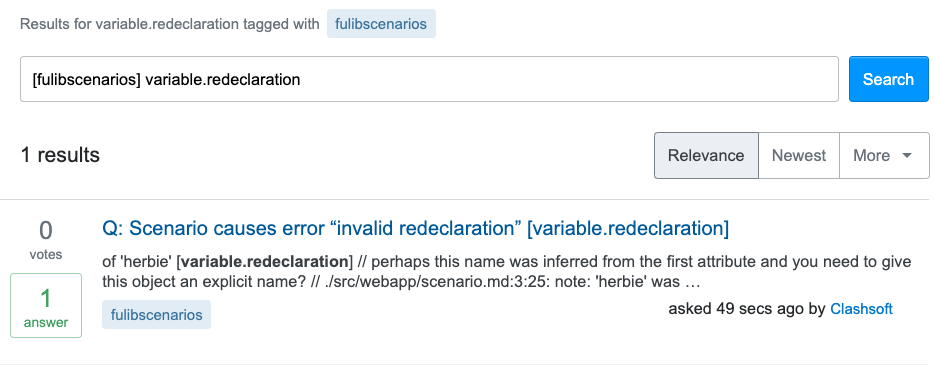 Results for variable.redeclaration tagged with fulibscenarios
[fulibscenarios] variable.redeclaration
Search
1 results
Relevance
Newest
More
0
votes
1
answer
Q: Scenario causes error “invalid redeclaration” [variable.redeclaration]
of 'herbie' [variable.redeclaration] // perhaps this name was inferred from the first attribute and you need to give
this object an explicit name? // ./src/webapp/scenario.md:3:25: note: 'herbie' was …
fulibscenarios
asked 49 secs ago by Clashsoft